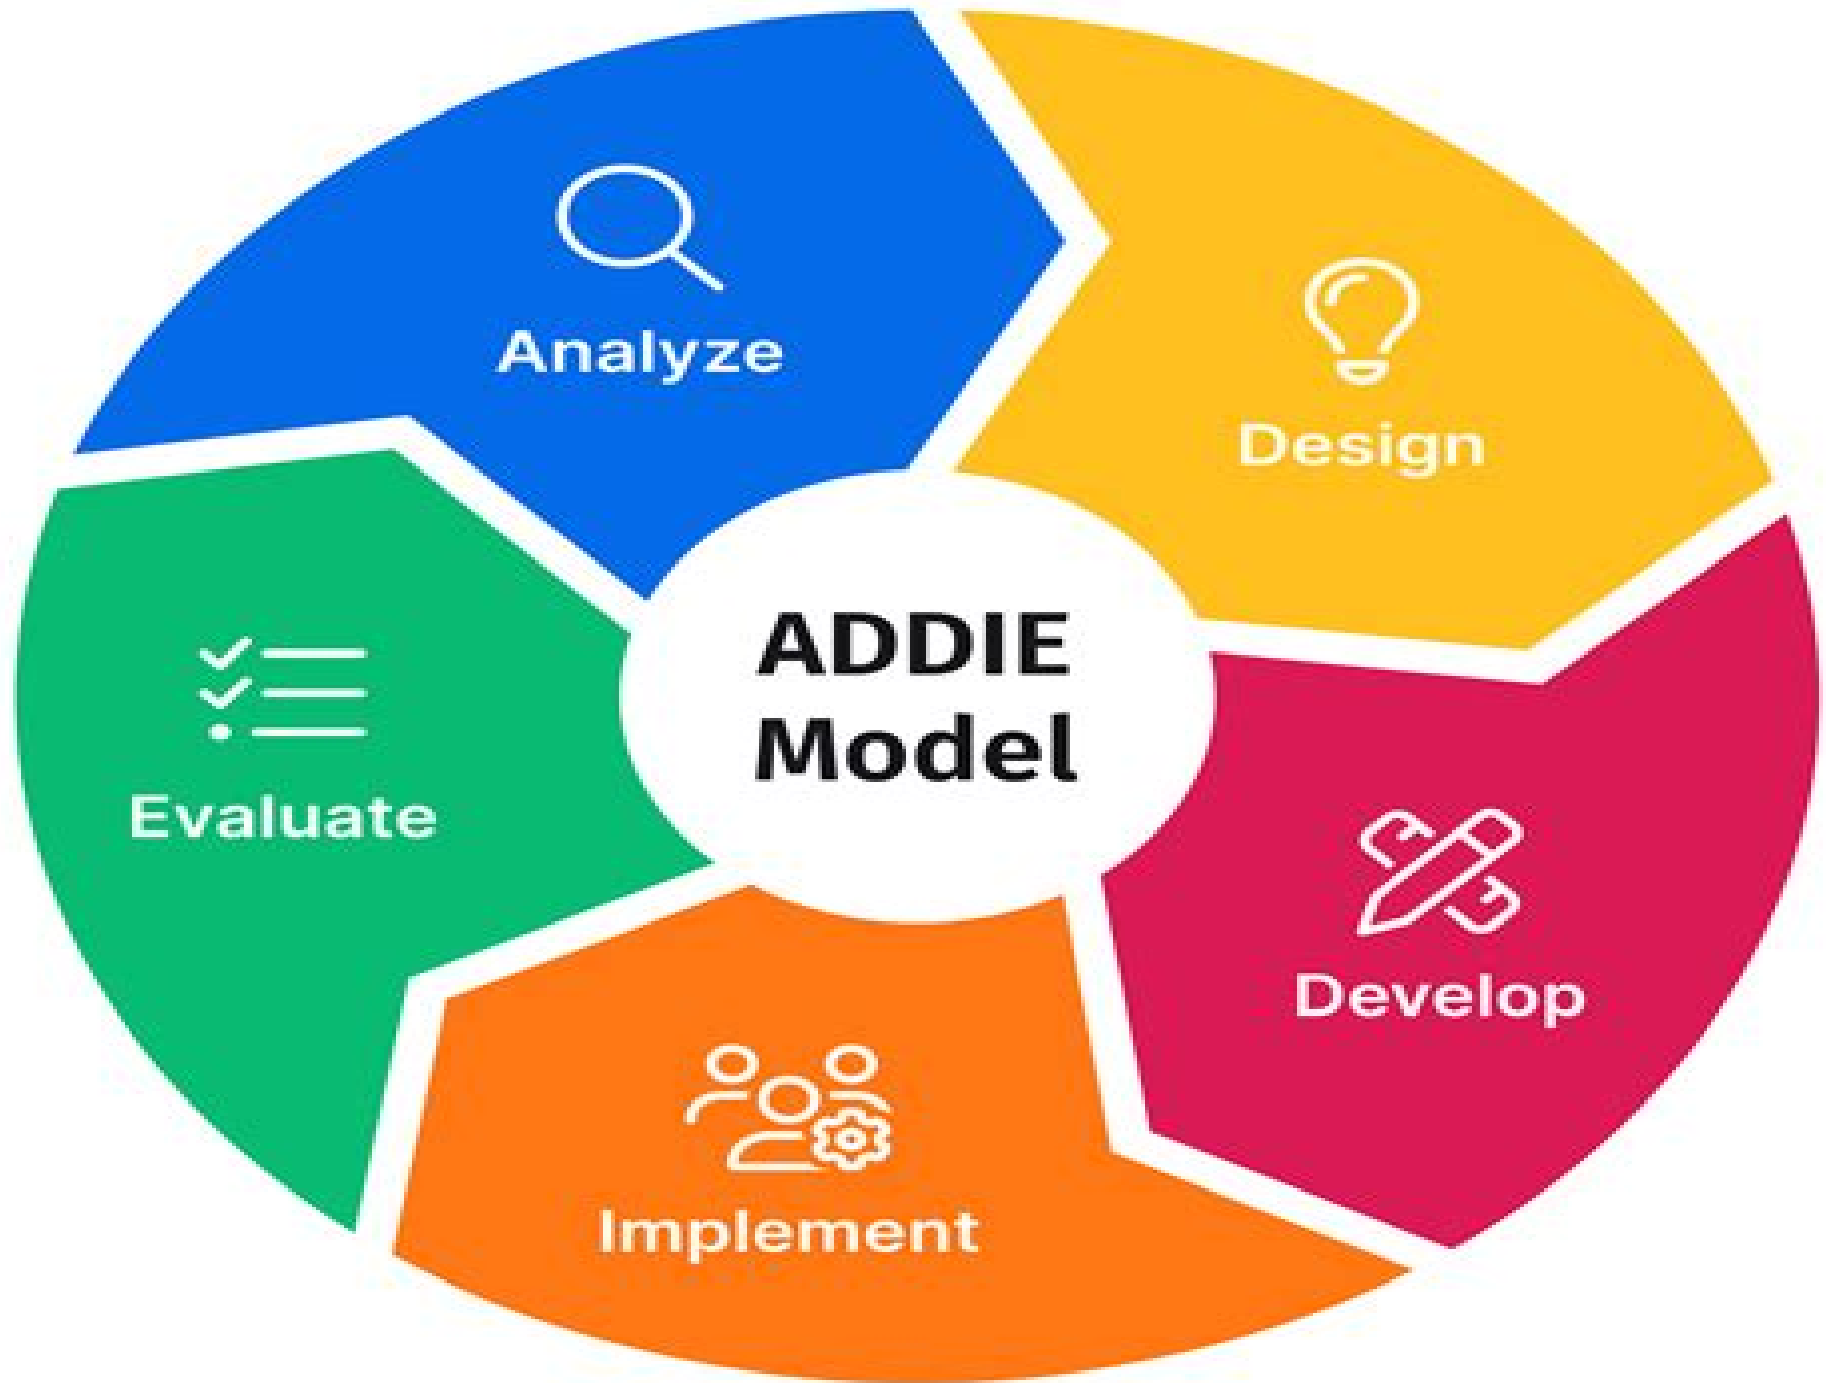 Analyze
Design
ADDIE
Model
Evaluate
Develop
Implement